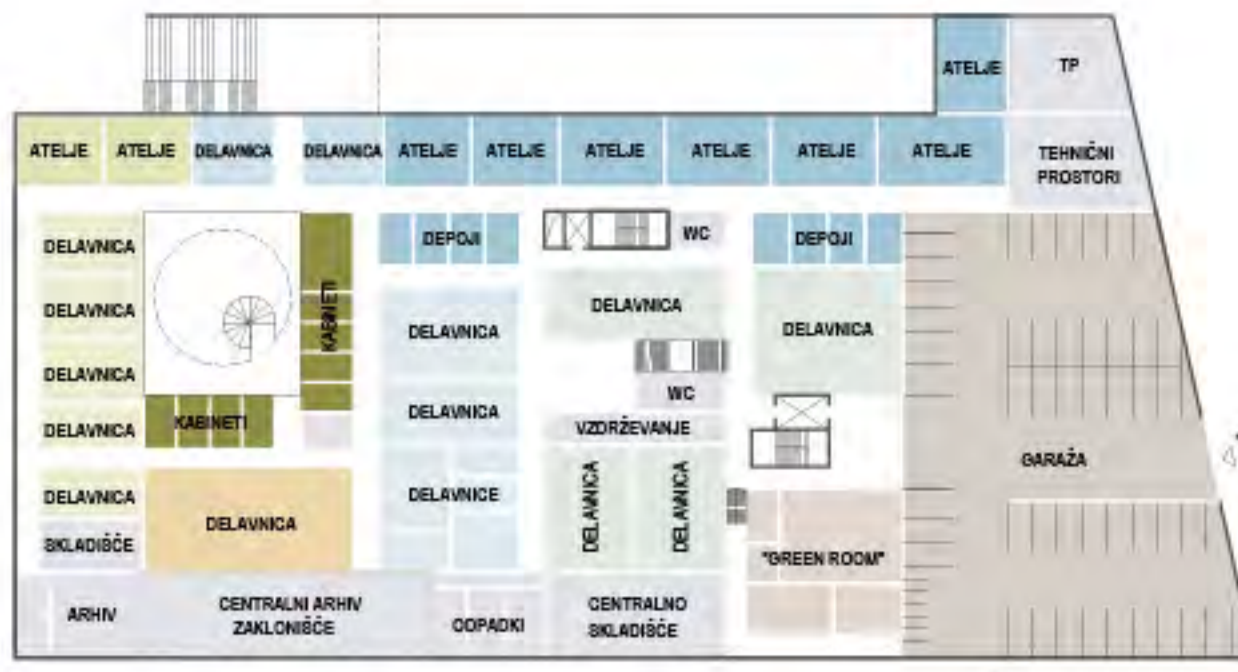 ATELJE
TP
ATELJE
ATELJE
DELAVNICA
DELAVNICA
ATELJE
ATELJE
ATELJE
ATELJE
ATELJE
ATELJE
TEHNIČNI
PROSTORI
DELAVNICA
KABINETI
DEPOJI
WC
DEPOJI
DELAVNICA
DELAVNICA
DELAVNICA
DELAVNICA
DELAVNICA
WC
DELAVNICA
KABINETI
DELAVNICA
VZDRŽEVANJE
GARAŽA
DELAVNICA
DELAVNICA
DELAVNICE
DELAVNICA
DELAVNICA
SKLADIŠČE
"GREEN ROOM"
ARHIV
CENTRALNI ARHIV
ZAKLONIŠČE
ODPADKI
CENTRALNO
SKLADIŠČE